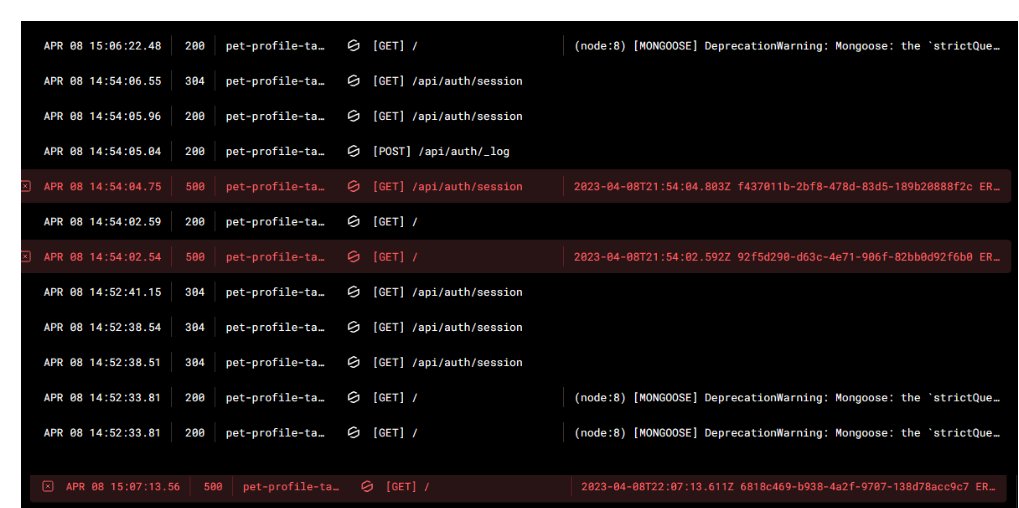 APR 08 15:06:22.48 200 pet-profile-ta… [GET] / (node:8) [MONGOOSE] DeprecationWarning: Mongoose: the `strictQue…
APR 08 14:54:06.55 304 pet-profile-ta… [GET] /api/auth/session
APR 08 14:54:05.96 200 pet-profile-ta… [GET] /api/auth/session
APR 08 14:54:05.04 200 pet-profile-ta… [POST] /api/auth/_log
APR 08 14:54:04.75 500 pet-profile-ta… [GET] /api/auth/session 2023-04-08T21:54:04.803Z f437011b-2bf8-478d-83d5-189b20888f2c ER…
APR 08 14:54:02.59 200 pet-profile-ta… [GET] /
APR 08 14:54:02.54 500 pet-profile-ta… [GET] / 2023-04-08T21:54:02.592Z 92f5d290-d63c-4e71-906f-82bb0d92f6b0 ER…
APR 08 14:52:41.15 304 pet-profile-ta… [GET] /api/auth/session
APR 08 14:52:38.54 304 pet-profile-ta… [GET] /api/auth/session
APR 08 14:52:38.51 304 pet-profile-ta… [GET] /api/auth/session
APR 08 14:52:33.81 200 pet-profile-ta… [GET] / (node:8) [MONGOOSE] DeprecationWarning: Mongoose: the `strictQue…
APR 08 14:52:33.81 200 pet-profile-ta… [GET] / (node:8) [MONGOOSE] DeprecationWarning: Mongoose: the `strictQue…
APR 08 15:07:13.56 500 pet-profile-ta… [GET] / 2023-04-08T22:07:13.611Z 6818c469-b938-4a2f-9707-138d78acc9c7 ER…